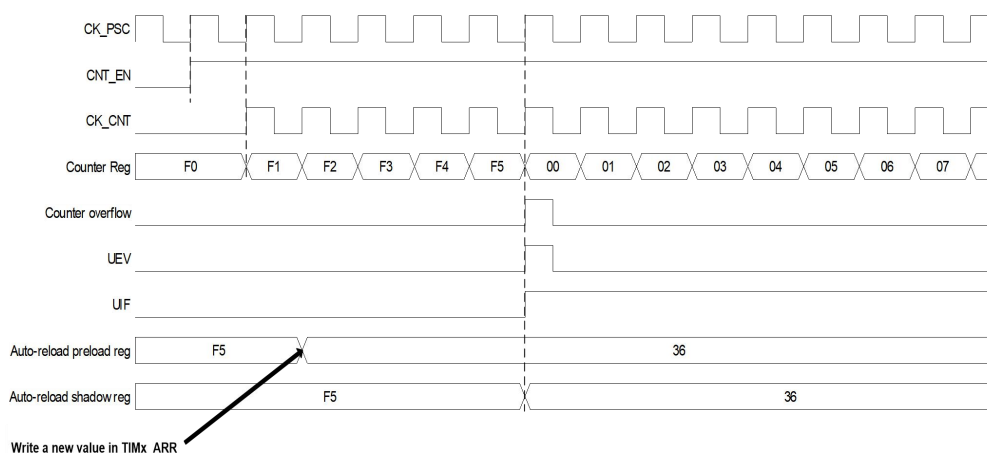 CK_PSC
CNT_EN
CK_CNT
Counter Reg F0 F1 F2 F3 F4 F5 00 01 02 03 04 05 06 07
Counter overflow
UEV
UIF
Auto-reload preload reg F5 36
Auto-reload shadow reg F5 36
Write a new value in TIMx_ARR